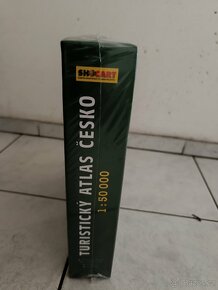 SHOCART
TURISTICKÝ ATLAS ČESKO
1:50 000